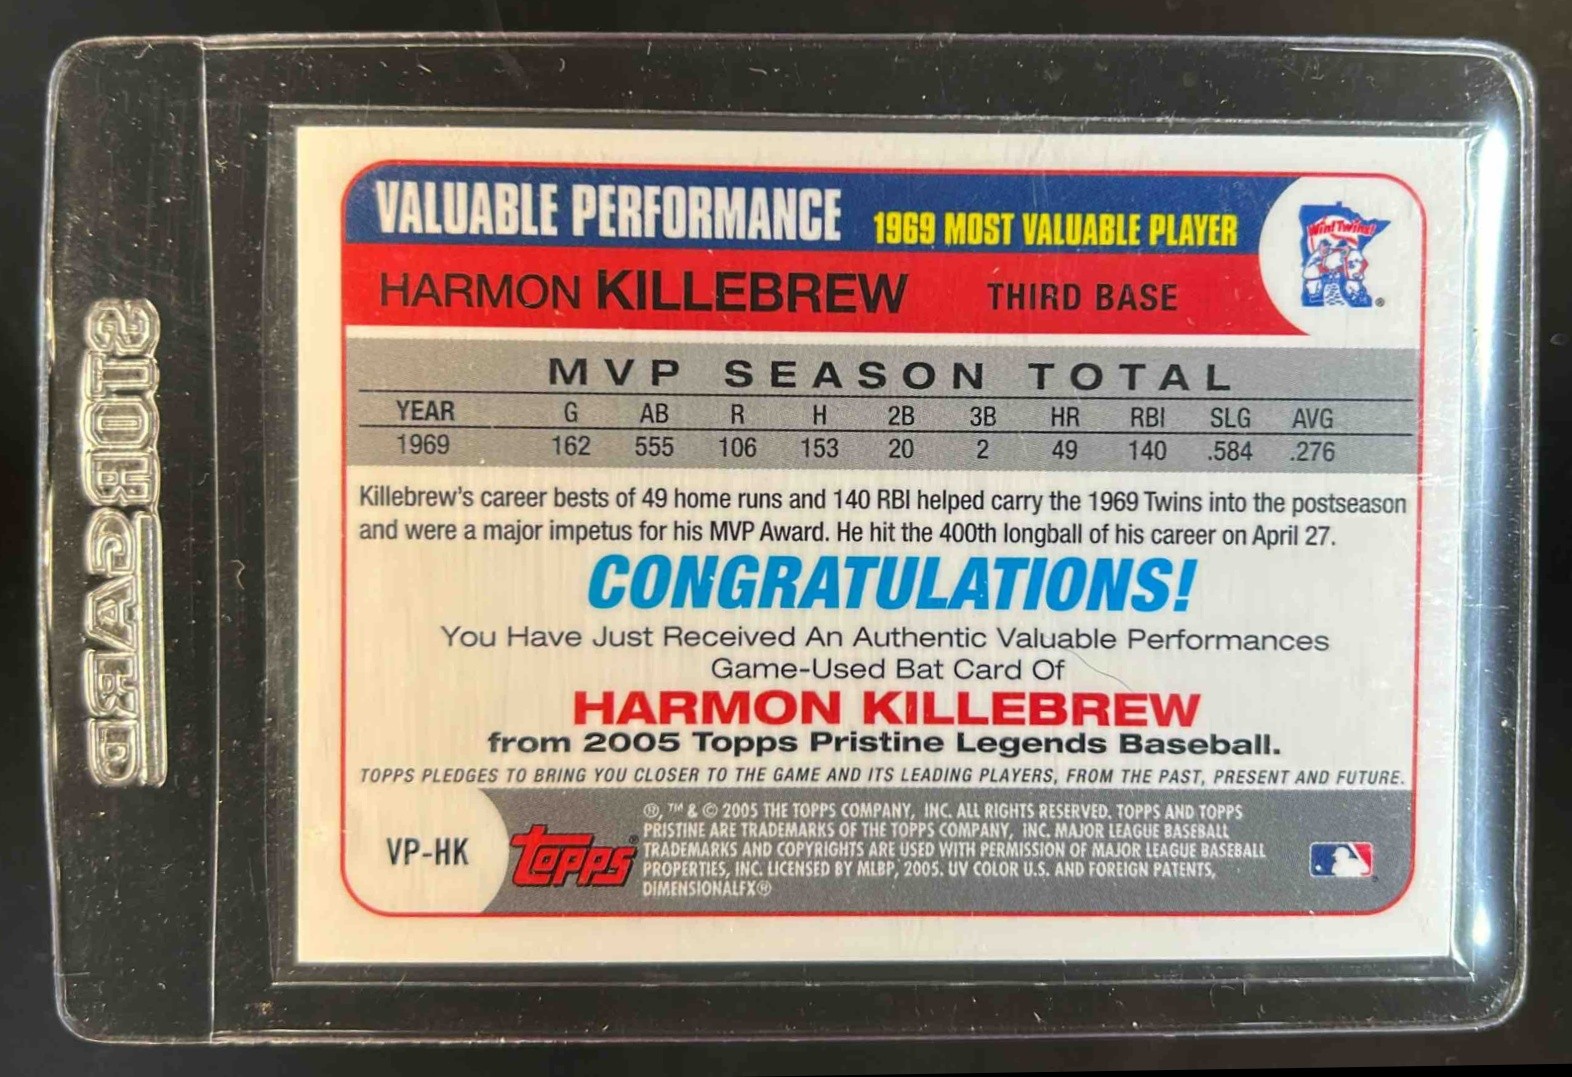 VALUABLE PERFORMANCE 1969 MOST VALUABLE PLAYER
Win! Twins!
HARMON KILLEBREW THIRD BASE
®
MVP SEASON TOTAL
YEAR G AB R H 2B 3B HR RBI SLG AVG
1969 162 555 106 153 20 2 49 140 .584 .276
Killebrew's career bests of 49 home runs and 140 RBI helped carry the 1969 Twins into the postseason
and were a major impetus for his MVP Award. He hit the 400th longball of his career on April 27.
CONGRATULATIONS!
You Have Just Received An Authentic Valuable Performances
Game-Used Bat Card Of
HARMON KILLEBREW
from 2005 Topps Pristine Legends Baseball.
TOPPS PLEDGES TO BRING YOU CLOSER TO THE GAME AND ITS LEADING PLAYERS, FROM THE PAST, PRESENT AND FUTURE.
VP-HK
Topps®
®, ™ & © 2005 THE TOPPS COMPANY, INC. ALL RIGHTS RESERVED. TOPPS AND TOPPS
PRISTINE ARE TRADEMARKS OF THE TOPPS COMPANY, INC. MAJOR LEAGUE BASEBALL
TRADEMARKS AND COPYRIGHTS ARE USED WITH PERMISSION OF MAJOR LEAGUE BASEBALL
PROPERTIES, INC. LICENSED BY MLBP, 2005. UV COLOR U.S. AND FOREIGN PATENTS,
DIMENSIONALFX®
CARD
STOR